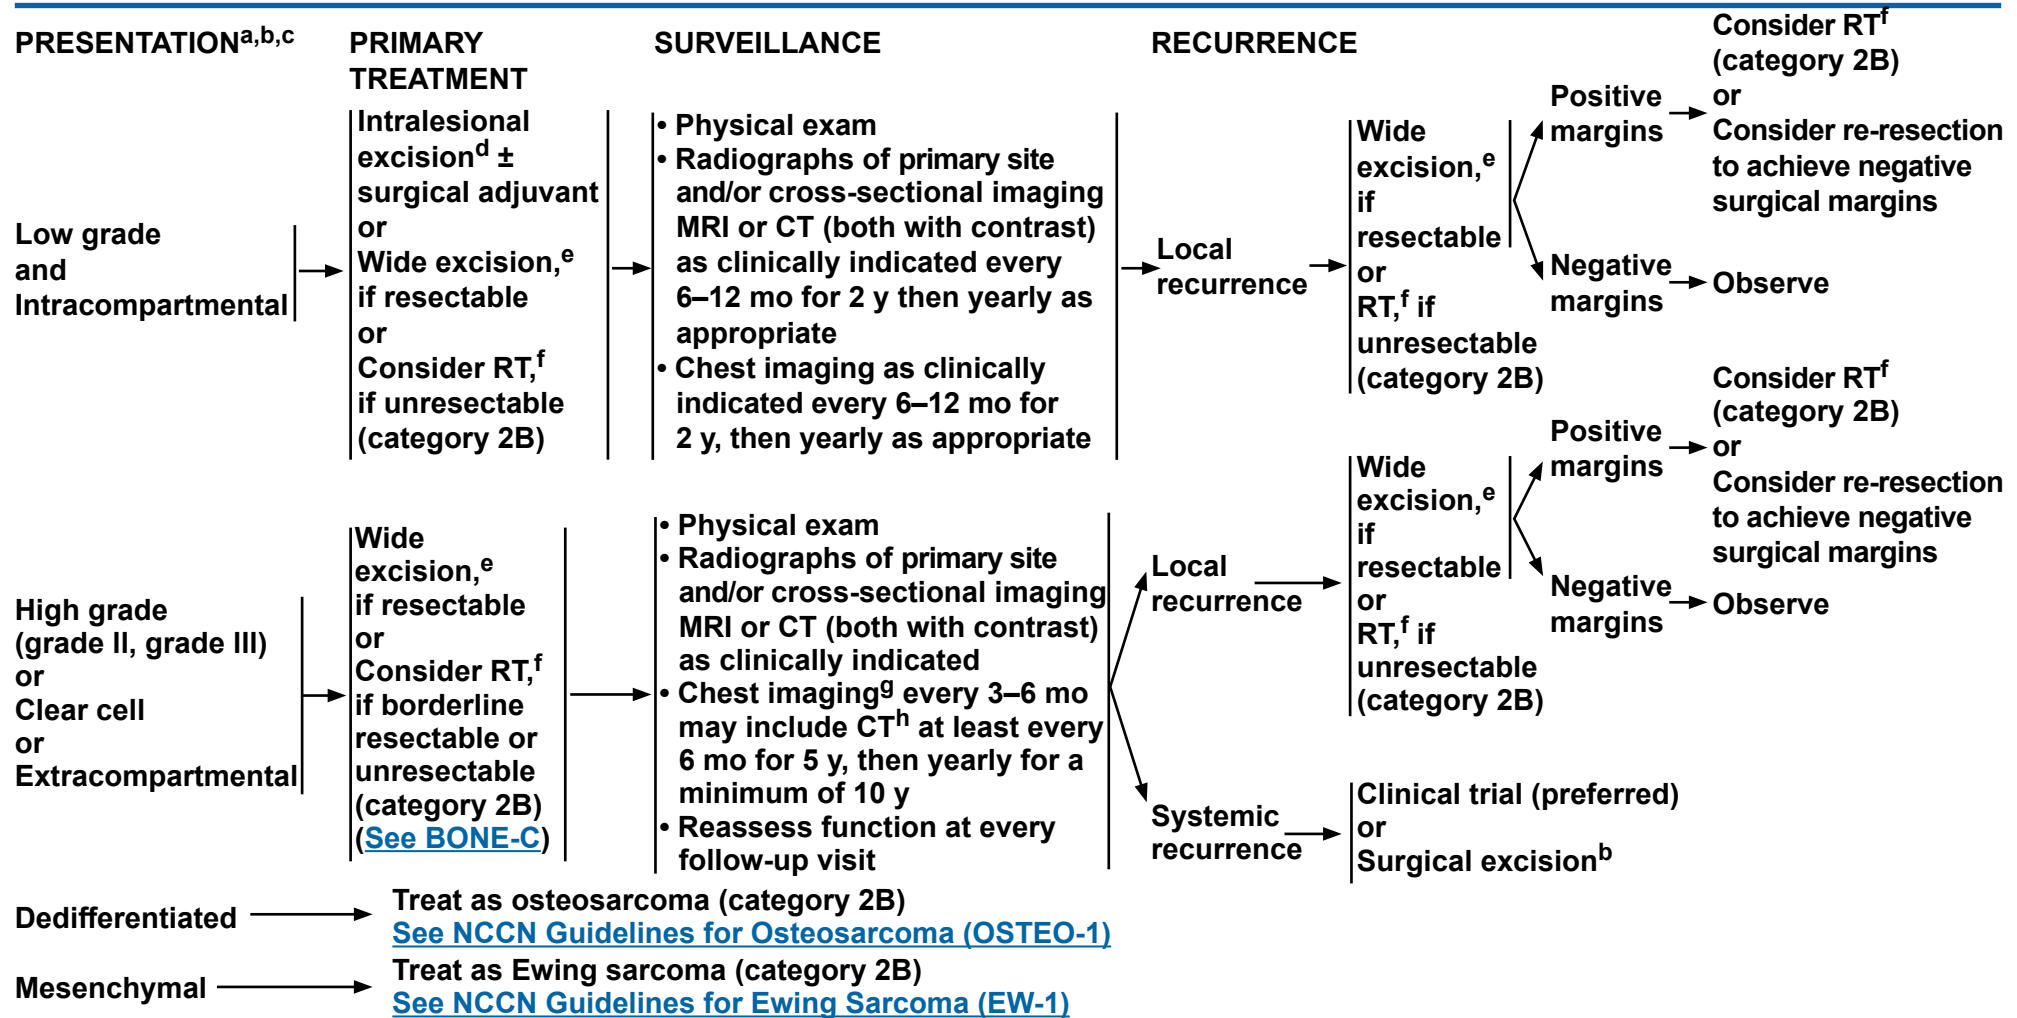 PRESENTATIONa,b,c
PRIMARY
TREATMENT
SURVEILLANCE
RECURRENCE
Low grade
and
Intracompartmental
Intralesional
excisiond ±
surgical adjuvant
or
Wide excision,e
if resectable
or
Consider RT,f
if unresectable
(category 2B)
• Physical exam
• Radiographs of primary site
and/or cross-sectional imaging
MRI or CT (both with contrast)
as clinically indicated every
6–12 mo for 2 y then yearly as
appropriate
• Chest imaging as clinically
indicated every 6–12 mo for
2 y, then yearly as appropriate
Local
recurrence
Wide
excision,e
if
resectable
or
RT,f if
unresectable
(category 2B)
Positive
margins
Consider RTf
(category 2B)
or
Consider re-resection
to achieve negative
surgical margins
Negative
margins
Observe
High grade
(grade II, grade III)
or
Clear cell
or
Extracompartmental
Wide
excision,e
if resectable
or
Consider RT,f
if borderline
resectable or
unresectable
(category 2B)
(See BONE-C)
• Physical exam
• Radiographs of primary site
and/or cross-sectional imaging
MRI or CT (both with contrast)
as clinically indicated
• Chest imagingg every 3–6 mo
may include CTh at least every
6 mo for 5 y, then yearly for a
minimum of 10 y
• Reassess function at every
follow-up visit
Local
recurrence
Wide
excision,e
if
resectable
or
RT,f if
unresectable
(category 2B)
Positive
margins
Consider RTf
(category 2B)
or
Consider re-resection
to achieve negative
surgical margins
Negative
margins
Observe
Systemic
recurrence
Clinical trial (preferred)
or
Surgical excisionb
Dedifferentiated
Treat as osteosarcoma (category 2B)
See NCCN Guidelines for Osteosarcoma (OSTEO-1)
Mesenchymal
Treat as Ewing sarcoma (category 2B)
See NCCN Guidelines for Ewing Sarcoma (EW-1)